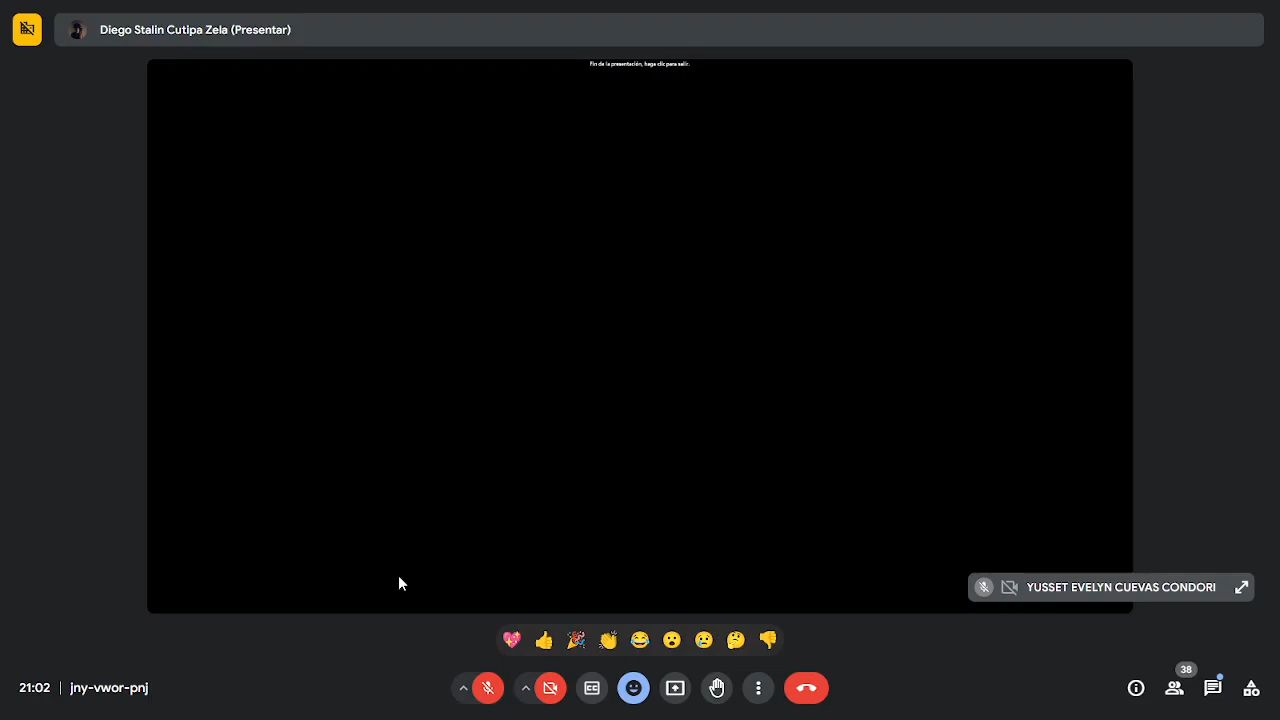 Diego Stalin Cutipa Zela (Presentar)
Fin de la presentación, haga clic para salir.
YUSSET EVELYN CUEVAS CONDORI
38
21:02 | jny-vwor-pnj
CC